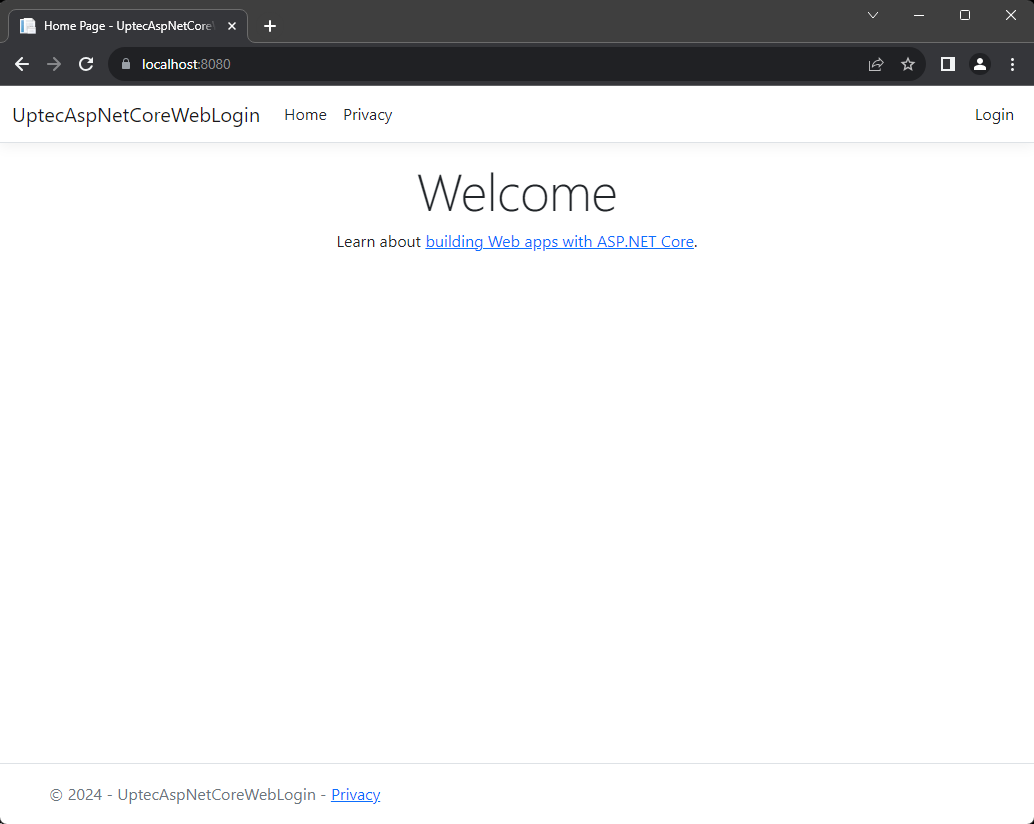 Home Page - UptecAspNetCore
localhost:8080
UptecAspNetCoreWebLogin Home Privacy Login
Welcome
Learn about building Web apps with ASP.NET Core.
© 2024 - UptecAspNetCoreWebLogin - Privacy